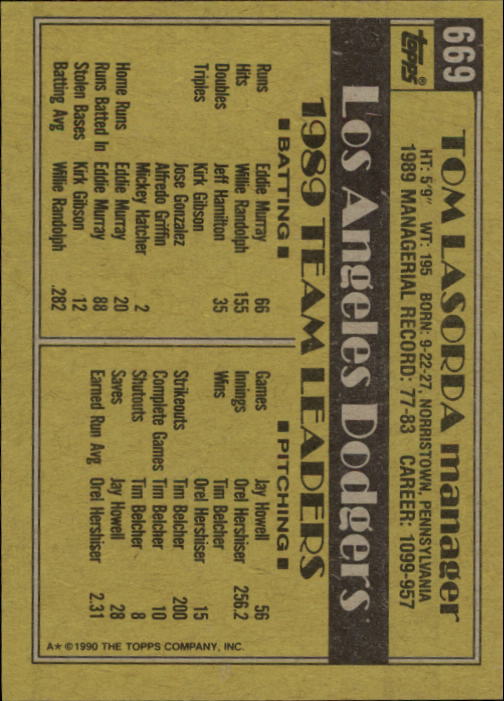 669
topps®
TOM LASORDA manager
HT: 5'9" WT: 195 BORN: 9-22-27, NORRISTOWN, PENNSYLVANIA
1989 MANAGERIAL RECORD: 77-83 CAREER: 1099-957
Los Angeles Dodgers
1989 TEAM LEADERS
■ BATTING ■
Runs Eddie Murray 66
Hits Willie Randolph 155
Doubles Jeff Hamilton 35
Triples Kirk Gibson
Jose Gonzalez
Alfredo Griffin
Mickey Hatcher 2
Home Runs Eddie Murray 20
Runs Batted In Eddie Murray 88
Stolen Bases Kirk Gibson 12
Batting Avg Willie Randolph .282
■ PITCHING ■
Games Jay Howell 56
Innings Orel Hershiser 256.2
Wins Tim Belcher
Orel Hershiser 15
Strikeouts Tim Belcher 200
Complete Games Tim Belcher 10
Shutouts Tim Belcher 8
Saves Jay Howell 28
Earned Run Avg Orel Hershiser 2.31
A★ ©1990 THE TOPPS COMPANY, INC.